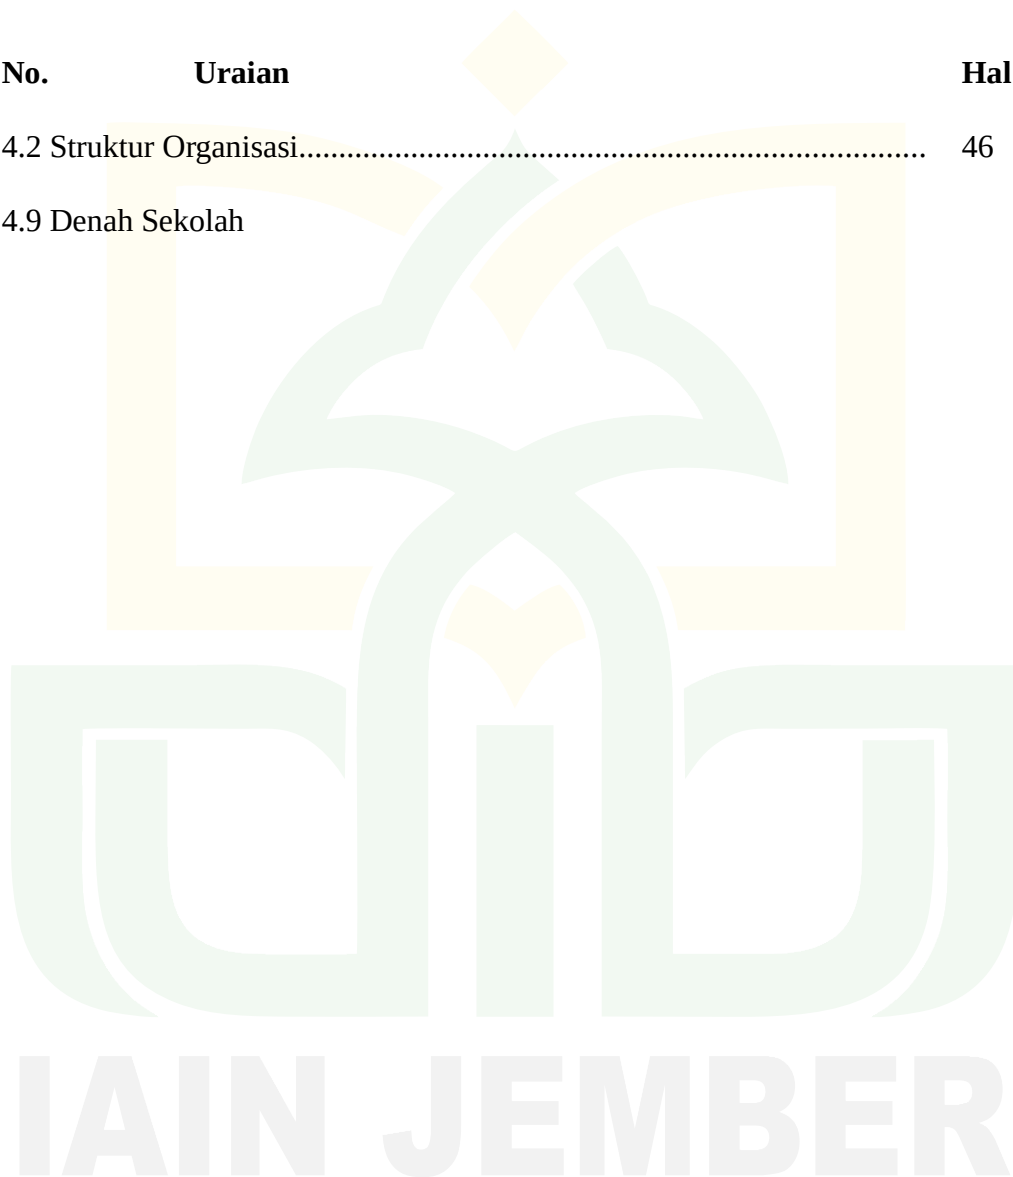 No. Uraian Hal
4.2 Struktur Organisasi.............................................................................. 46
4.9 Denah Sekolah
IAIN JEMBER